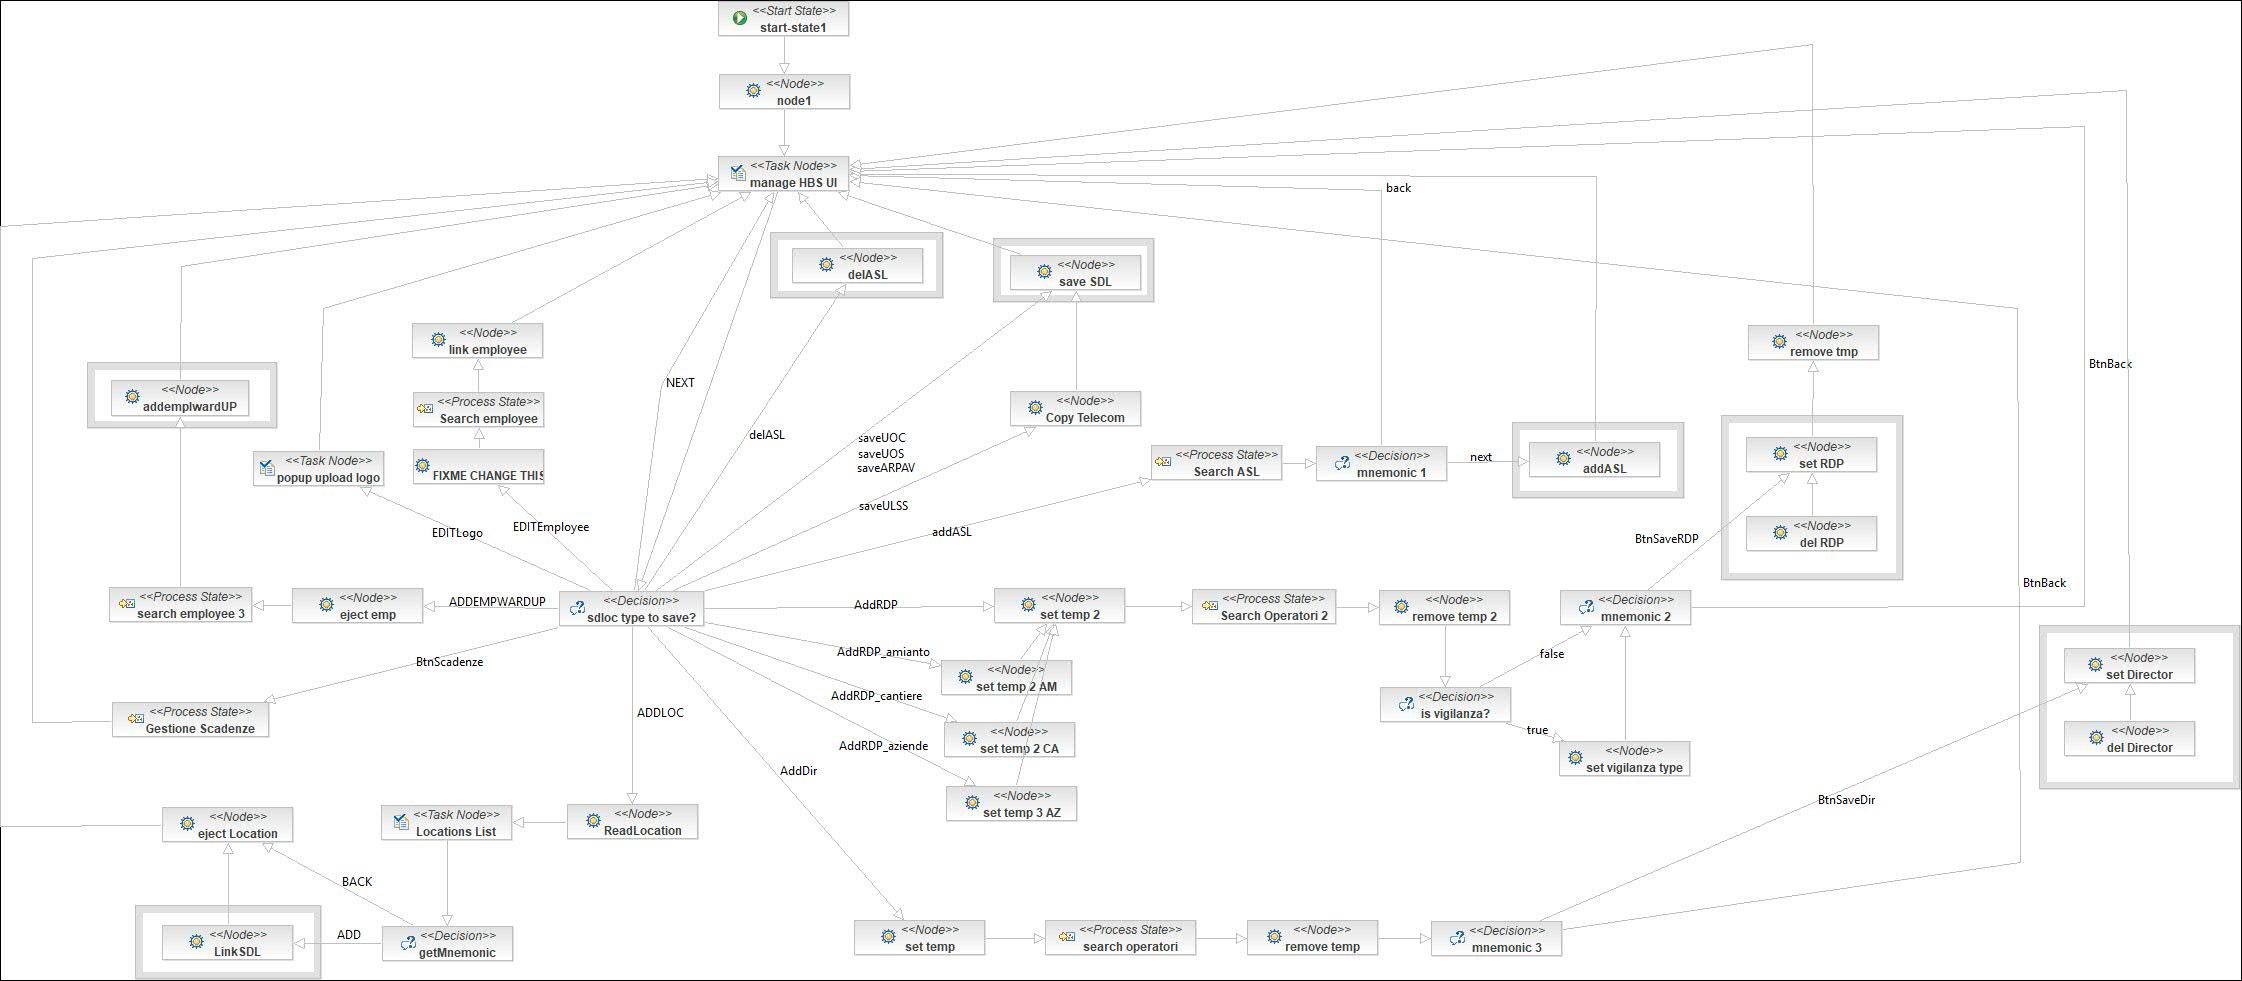 <<Start State>>
start-state1
<<Node>>
node1
<<Task Node>>
manage HBS UI
back
<<Node>>
delASL
<<Node>>
save SDL
<<Node>>
link employee
<<Node>>
remove tmp
BtnBack
NEXT
<<Node>>
addemplwardUP
<<Process State>>
Search employee
<<Node>>
Copy Telecom
delASL
saveUOC
saveUOS
saveARPAV
<<Task Node>>
popup upload logo
FIXME CHANGE THIS
<<Process State>>
Search ASL
<<Decision>>
mnemonic 1
next
<<Node>>
addASL
<<Node>>
set RDP
saveULSS
EDITLogo
EDITEmployee
addASL
BtnSaveRDP
<<Node>>
del RDP
BtnBack
<<Process State>>
search employee 3
<<Node>>
eject emp
ADDEMPWARDUP
<<Decision>>
sdloc type to save?
AddRDP
<<Node>>
set temp 2
<<Process State>>
Search Operatori 2
<<Node>>
remove temp 2
<<Decision>>
mnemonic 2
BtnScadenze
AddRDP_amianto
<<Node>>
set temp 2 AM
false
<<Node>>
set Director
AddRDP_cantiere
<<Decision>>
is vigilanza?
<<Process State>>
Gestione Scadenze
ADDLOC
<<Node>>
set temp 2 CA
true
<<Node>>
set vigilanza type
<<Node>>
del Director
AddRDP_aziende
AddDir
<<Node>>
set temp 3 AZ
BtnSaveDir
<<Node>>
eject Location
<<Task Node>>
Locations List
<<Node>>
ReadLocation
BACK
<<Node>>
LinkSDL
ADD
<<Decision>>
getMnemonic
<<Node>>
set temp
<<Process State>>
search operatori
<<Node>>
remove temp
<<Decision>>
mnemonic 3